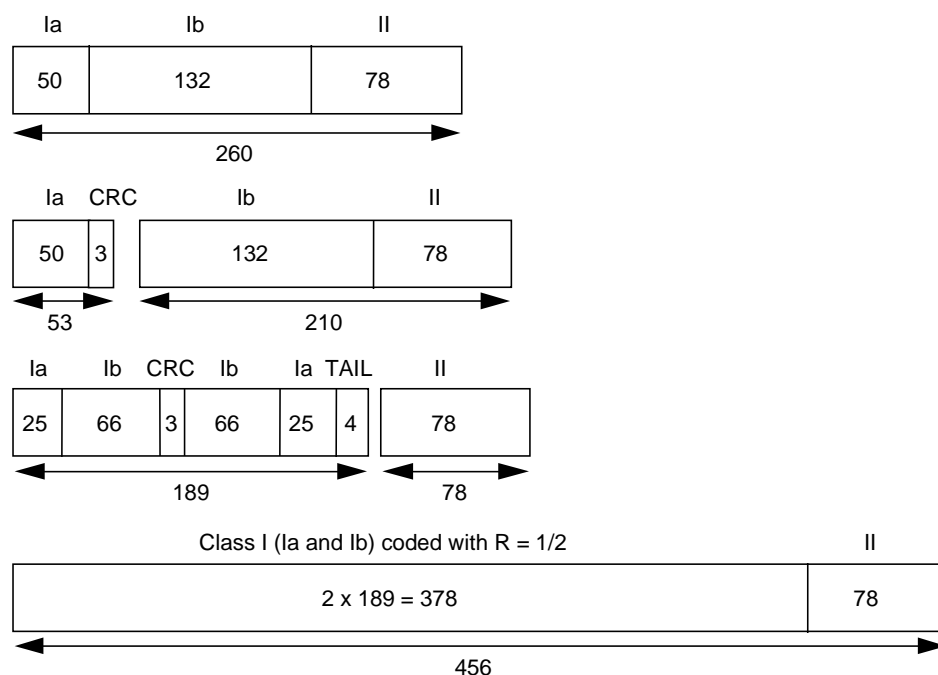 Ia Ib II
50 132 78
260
Ia CRC Ib II
50 3 132 78
53 210
Ia Ib CRC Ib Ia TAIL II
25 66 3 66 25 4 78
189 78
Class I (Ia and Ib) coded with R = 1/2 II
2 x 189 = 378 78
456